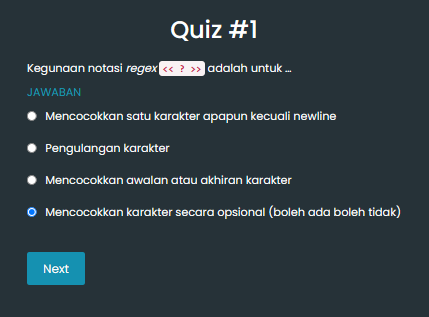 Quiz #1
Kegunaan notasi regex << ? >> adalah untuk ...
JAWABAN
Mencocokkan satu karakter apapun kecuali newline
Pengulangan karakter
Mencocokkan awalan atau akhiran karakter
Mencocokkan karakter secara opsional (boleh ada boleh tidak)
Next